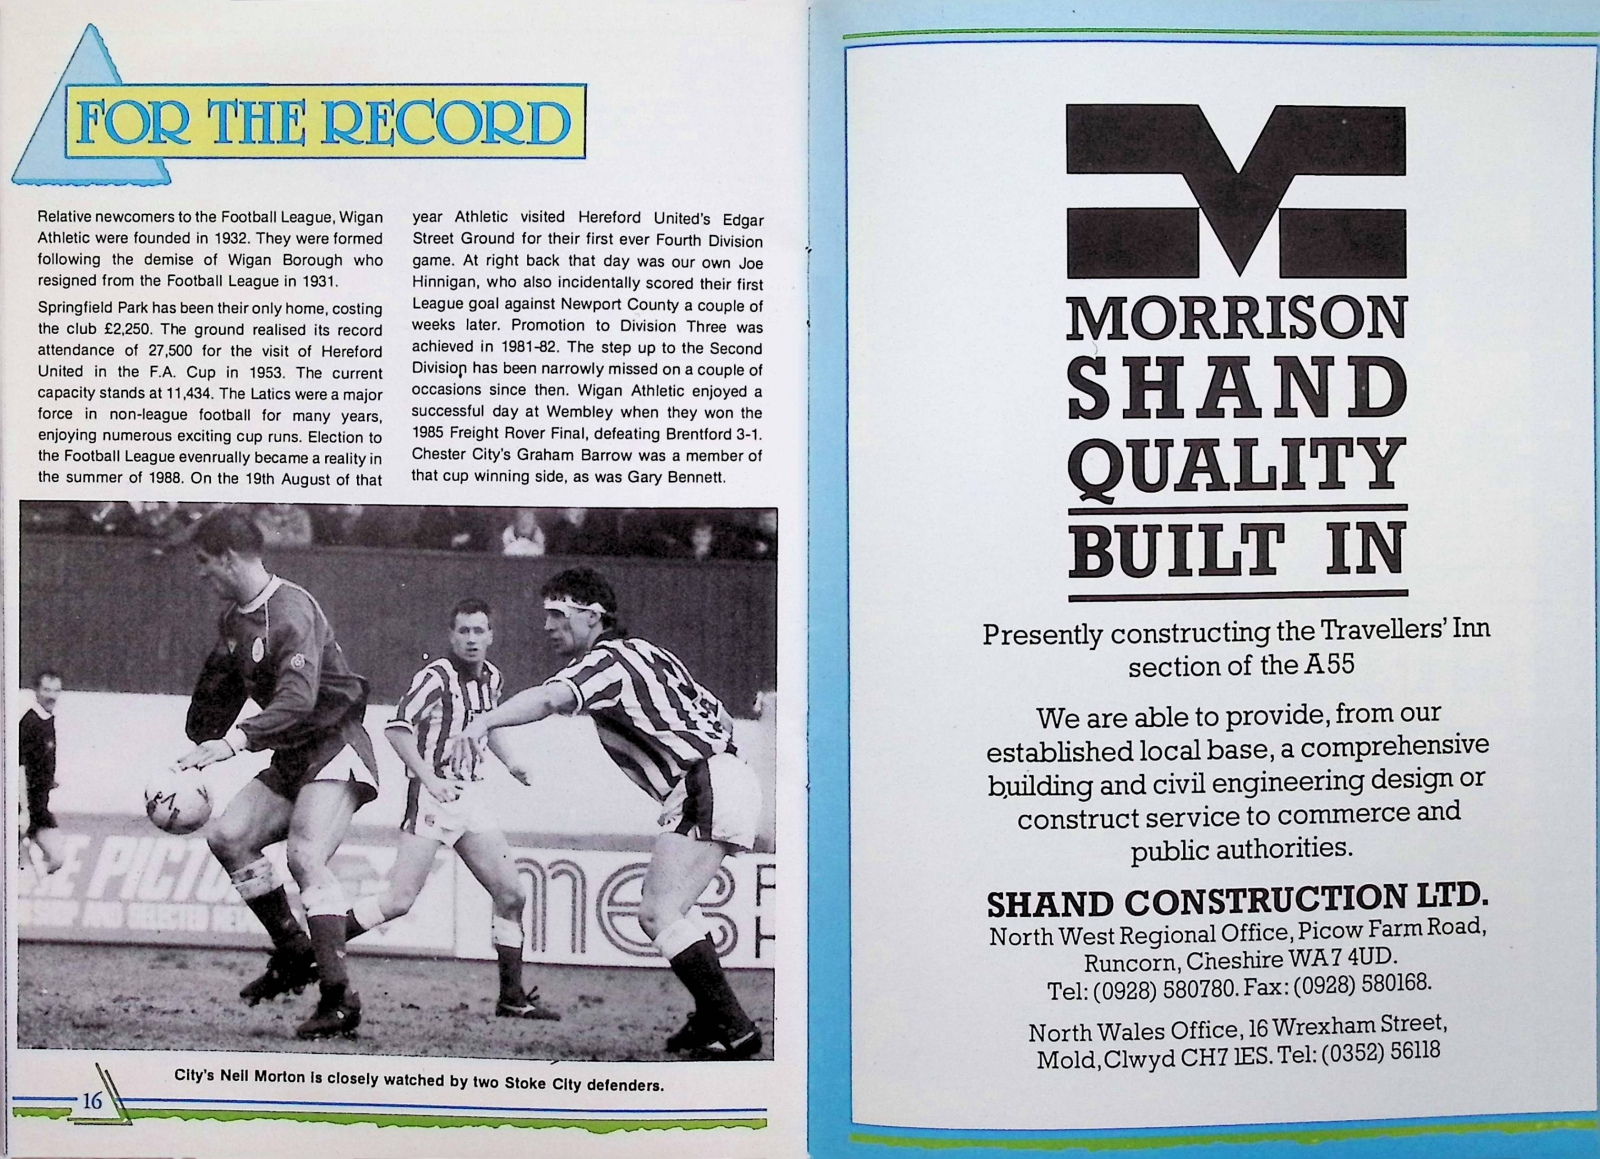 FOR THE RECORD
Relative newcomers to the Football League, Wigan
Athletic were founded in 1932. They were formed
following the demise of Wigan Borough who
resigned from the Football League in 1931.
Springfield Park has been their only home, costing
the club £2,250. The ground realised its record
attendance of 27,500 for the visit of Hereford
United in the F.A. Cup in 1953. The current
capacity stands at 11,434. The Latics were a major
force in non-league football for many years,
enjoying numerous exciting cup runs. Election to
the Football League evenrually became a reality in
the summer of 1988. On the 19th August of that
year Athletic visited Hereford United's Edgar
Street Ground for their first ever Fourth Division
game. At right back that day was our own Joe
Hinnigan, who also incidentally scored their first
League goal against Newport County a couple of
weeks later. Promotion to Division Three was
achieved in 1981-82. The step up to the Second
Division has been narrowly missed on a couple of
occasions since then. Wigan Athletic enjoyed a
successful day at Wembley when they won the
1985 Freight Rover Final, defeating Brentford 3-1.
Chester City's Graham Barrow was a member of
that cup winning side, as was Gary Bennett.
City's Neil Morton is closely watched by two Stoke City defenders.
16
MORRISON
SHAND
QUALITY
BUILT IN
Presently constructing the Travellers' Inn
section of the A55
We are able to provide, from our
established local base, a comprehensive
building and civil engineering design or
construct service to commerce and
public authorities.
SHAND CONSTRUCTION LTD.
North West Regional Office, Picow Farm Road,
Runcorn, Cheshire WA7 4UD.
Tel: (0928) 580780. Fax: (0928) 580168.
North Wales Office, 16 Wrexham Street,
Mold, Clwyd CH7 1ES. Tel: (0352) 56118